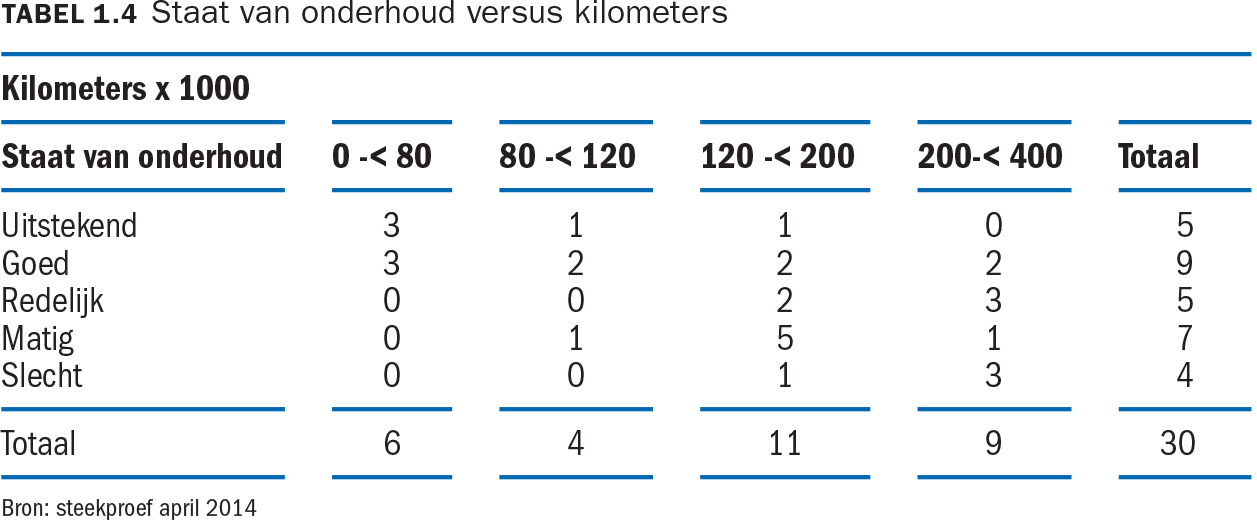 TABEL 1.4 Staat van onderhoud versus kilometers
Kilometers x 1000
Staat van onderhoud 0 -< 80 80 -< 120 120 -< 200 200-< 400 Totaal
Uitstekend 3 1 1 0 5
Goed 3 2 2 2 9
Redelijk 0 0 2 3 5
Matig 0 1 5 1 7
Slecht 0 0 1 3 4
Totaal 6 4 11 9 30
Bron: steekproef april 2014